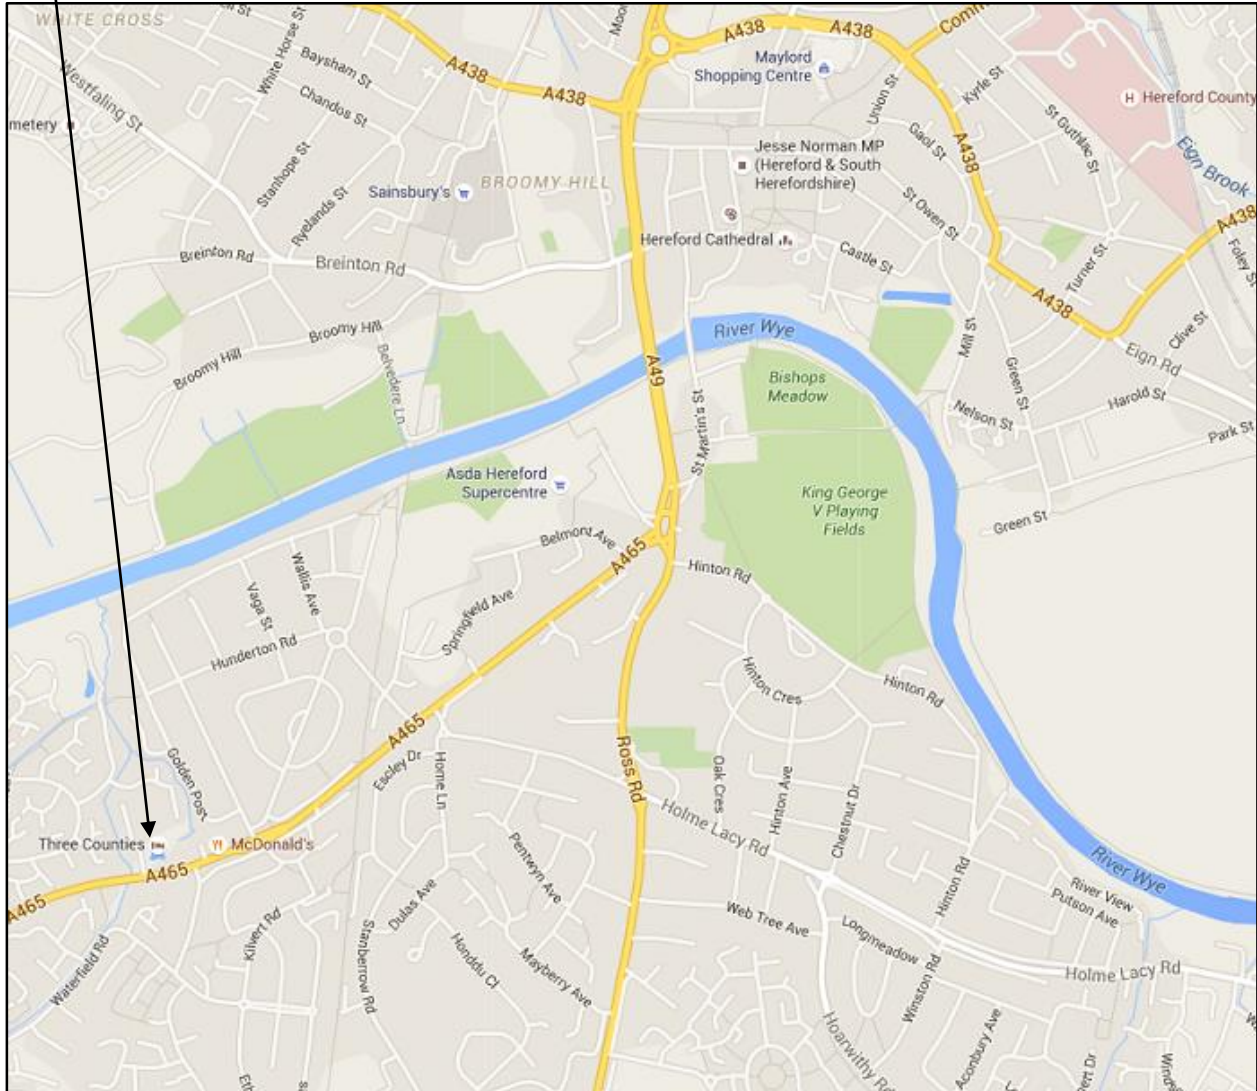 WHITE CROSS
Moo
A438
Comm
White Horse St
Baysham St
A438
Maylord
Shopping Centre
A438
Kyrle St
Westfaling St
Chandos St
A438
Union St
H Hereford County
metery
Gaol St
St Guthlac St
Stanhope St
Jesse Norman MP
(Hereford & South
Herefordshire)
A438
Eign Brook
Sainsbury's
BROOMY HILL
Ryelands St
St Owen St
A438
Breinton Rd
Breinton Rd
Hereford Cathedral
Castle St
Turner St
Foley St
A438
Broomy Hill
Belvedere Ln
River Wye
Mill St
Clive St
Broomy Hill
A49
Eign Rd
Bishops
Meadow
Green St
St Martin's St
Nelson St
Harold St
Park St
Asda Hereford
Supercentre
King George
V Playing
Fields
Green St
Belmont Ave
A465
Wallis Ave
Hinton Rd
Vaga St
Springfield Ave
Hunderton Rd
Hinton Cres
Hinton Rd
A465
Golden Post
Escley Dr
Home Ln
Ross Rd
Oak Cres
Hinton Ave
Chestnut Dr
Three Counties
McDonald's
Holme Lacy Rd
A465
Pentwyn Ave
River Wye
A465
Dulas Ave
Hinton Rd
River View
Putson Ave
Kilvert Rd
Web Tree Ave
Longmeadow
Waterfield Rd
Stanberrow Rd
Honddu Cl
Mayberry Ave
Winston Rd
Holme Lacy Rd
Hoarwithy Rd
Aconbury Ave
Eth
ert Dr